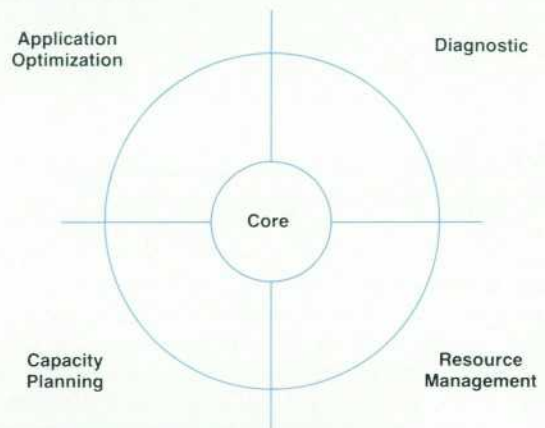 Application
Optimization
Diagnostic
Core
Capacity
Planning
Resource
Management